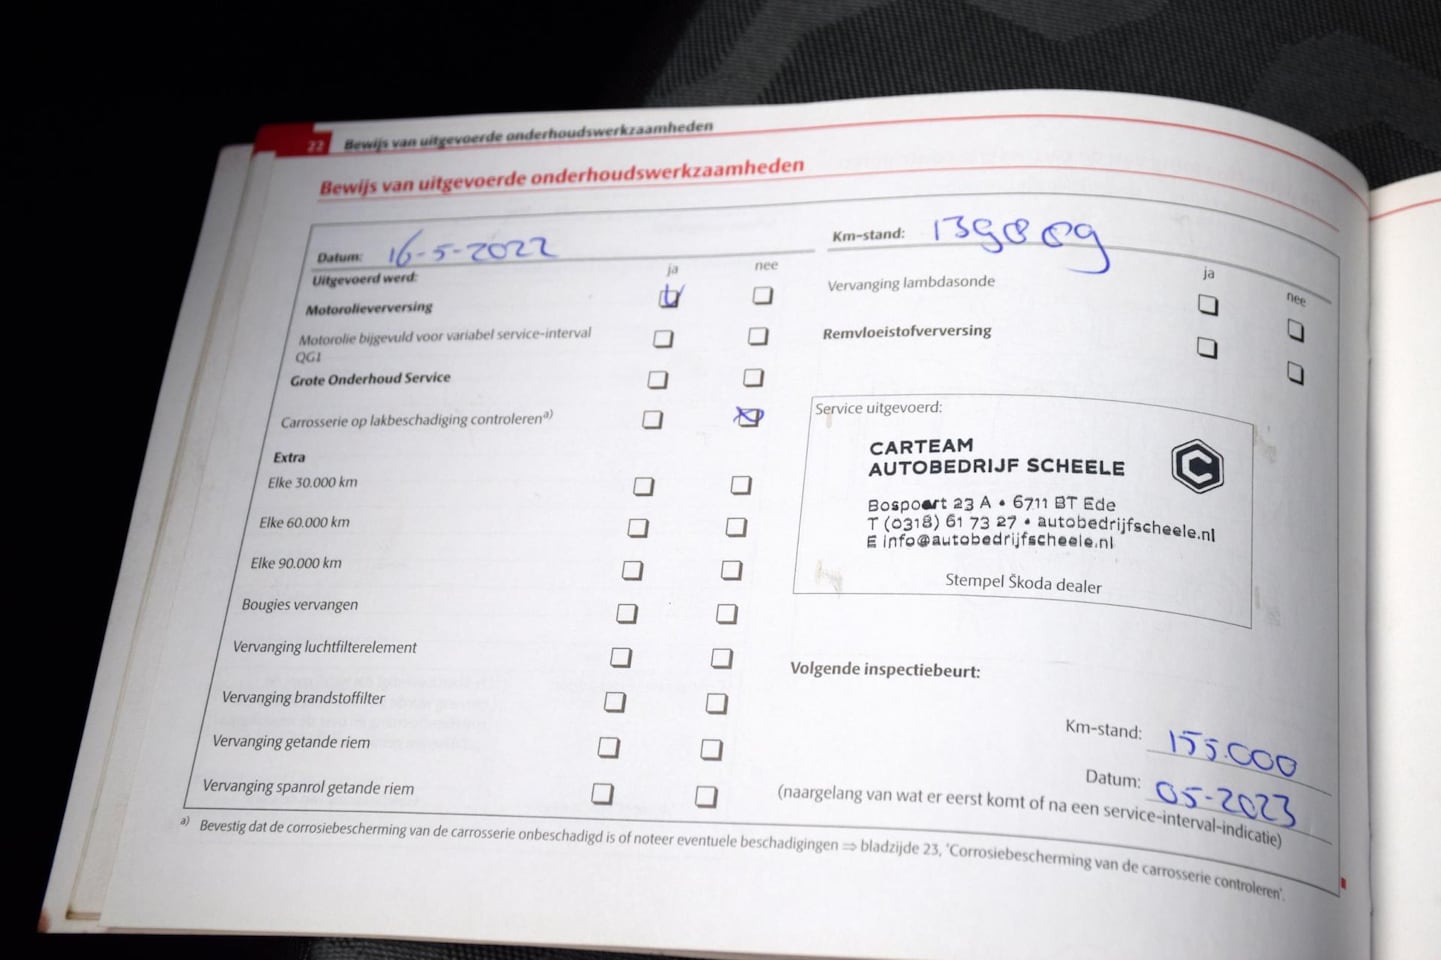 22 Bewijs van uitgevoerde onderhoudswerkzaamheden
Bewijs van uitgevoerde onderhoudswerkzaamheden
Datum: 16-5-2022
Km-stand:
Uitgevoerd werd:
ja nee
ja nee
Motorolieverversing
Motorolie bijgevuld voor variabel service-interval
QG1
Grote Onderhoud Service
Carrosserie op lakbeschadiging controleren a)
Extra
Elke 30.000 km
Elke 60.000 km
Elke 90.000 km
Bougies vervangen
Vervanging luchtfilterelement
Vervanging brandstoffilter
Vervanging getande riem
Vervanging spanrol getande riem
Vervanging lambdasonde
Remvloeistofverversing
Service uitgevoerd:
CARTEAM
AUTOBEDRIJF SCHEELE
Bospoort 23 A • 6711 BT Ede
T (0318) 61 73 27 • autobedrijfscheele.nl
E info@autobedrijfscheele.nl
Stempel Škoda dealer
Volgende inspectiebeurt:
Km-stand: 155.000
Datum: 05-2023
(naargelang van wat er eerst komt of na een service-interval-indicatie)
a) Bevestig dat de corrosiebescherming van de carrosserie onbeschadigd is of noteer eventuele beschadigingen ⇒ bladzijde 23, 'Corrosiebescherming van de carrosserie controleren'.